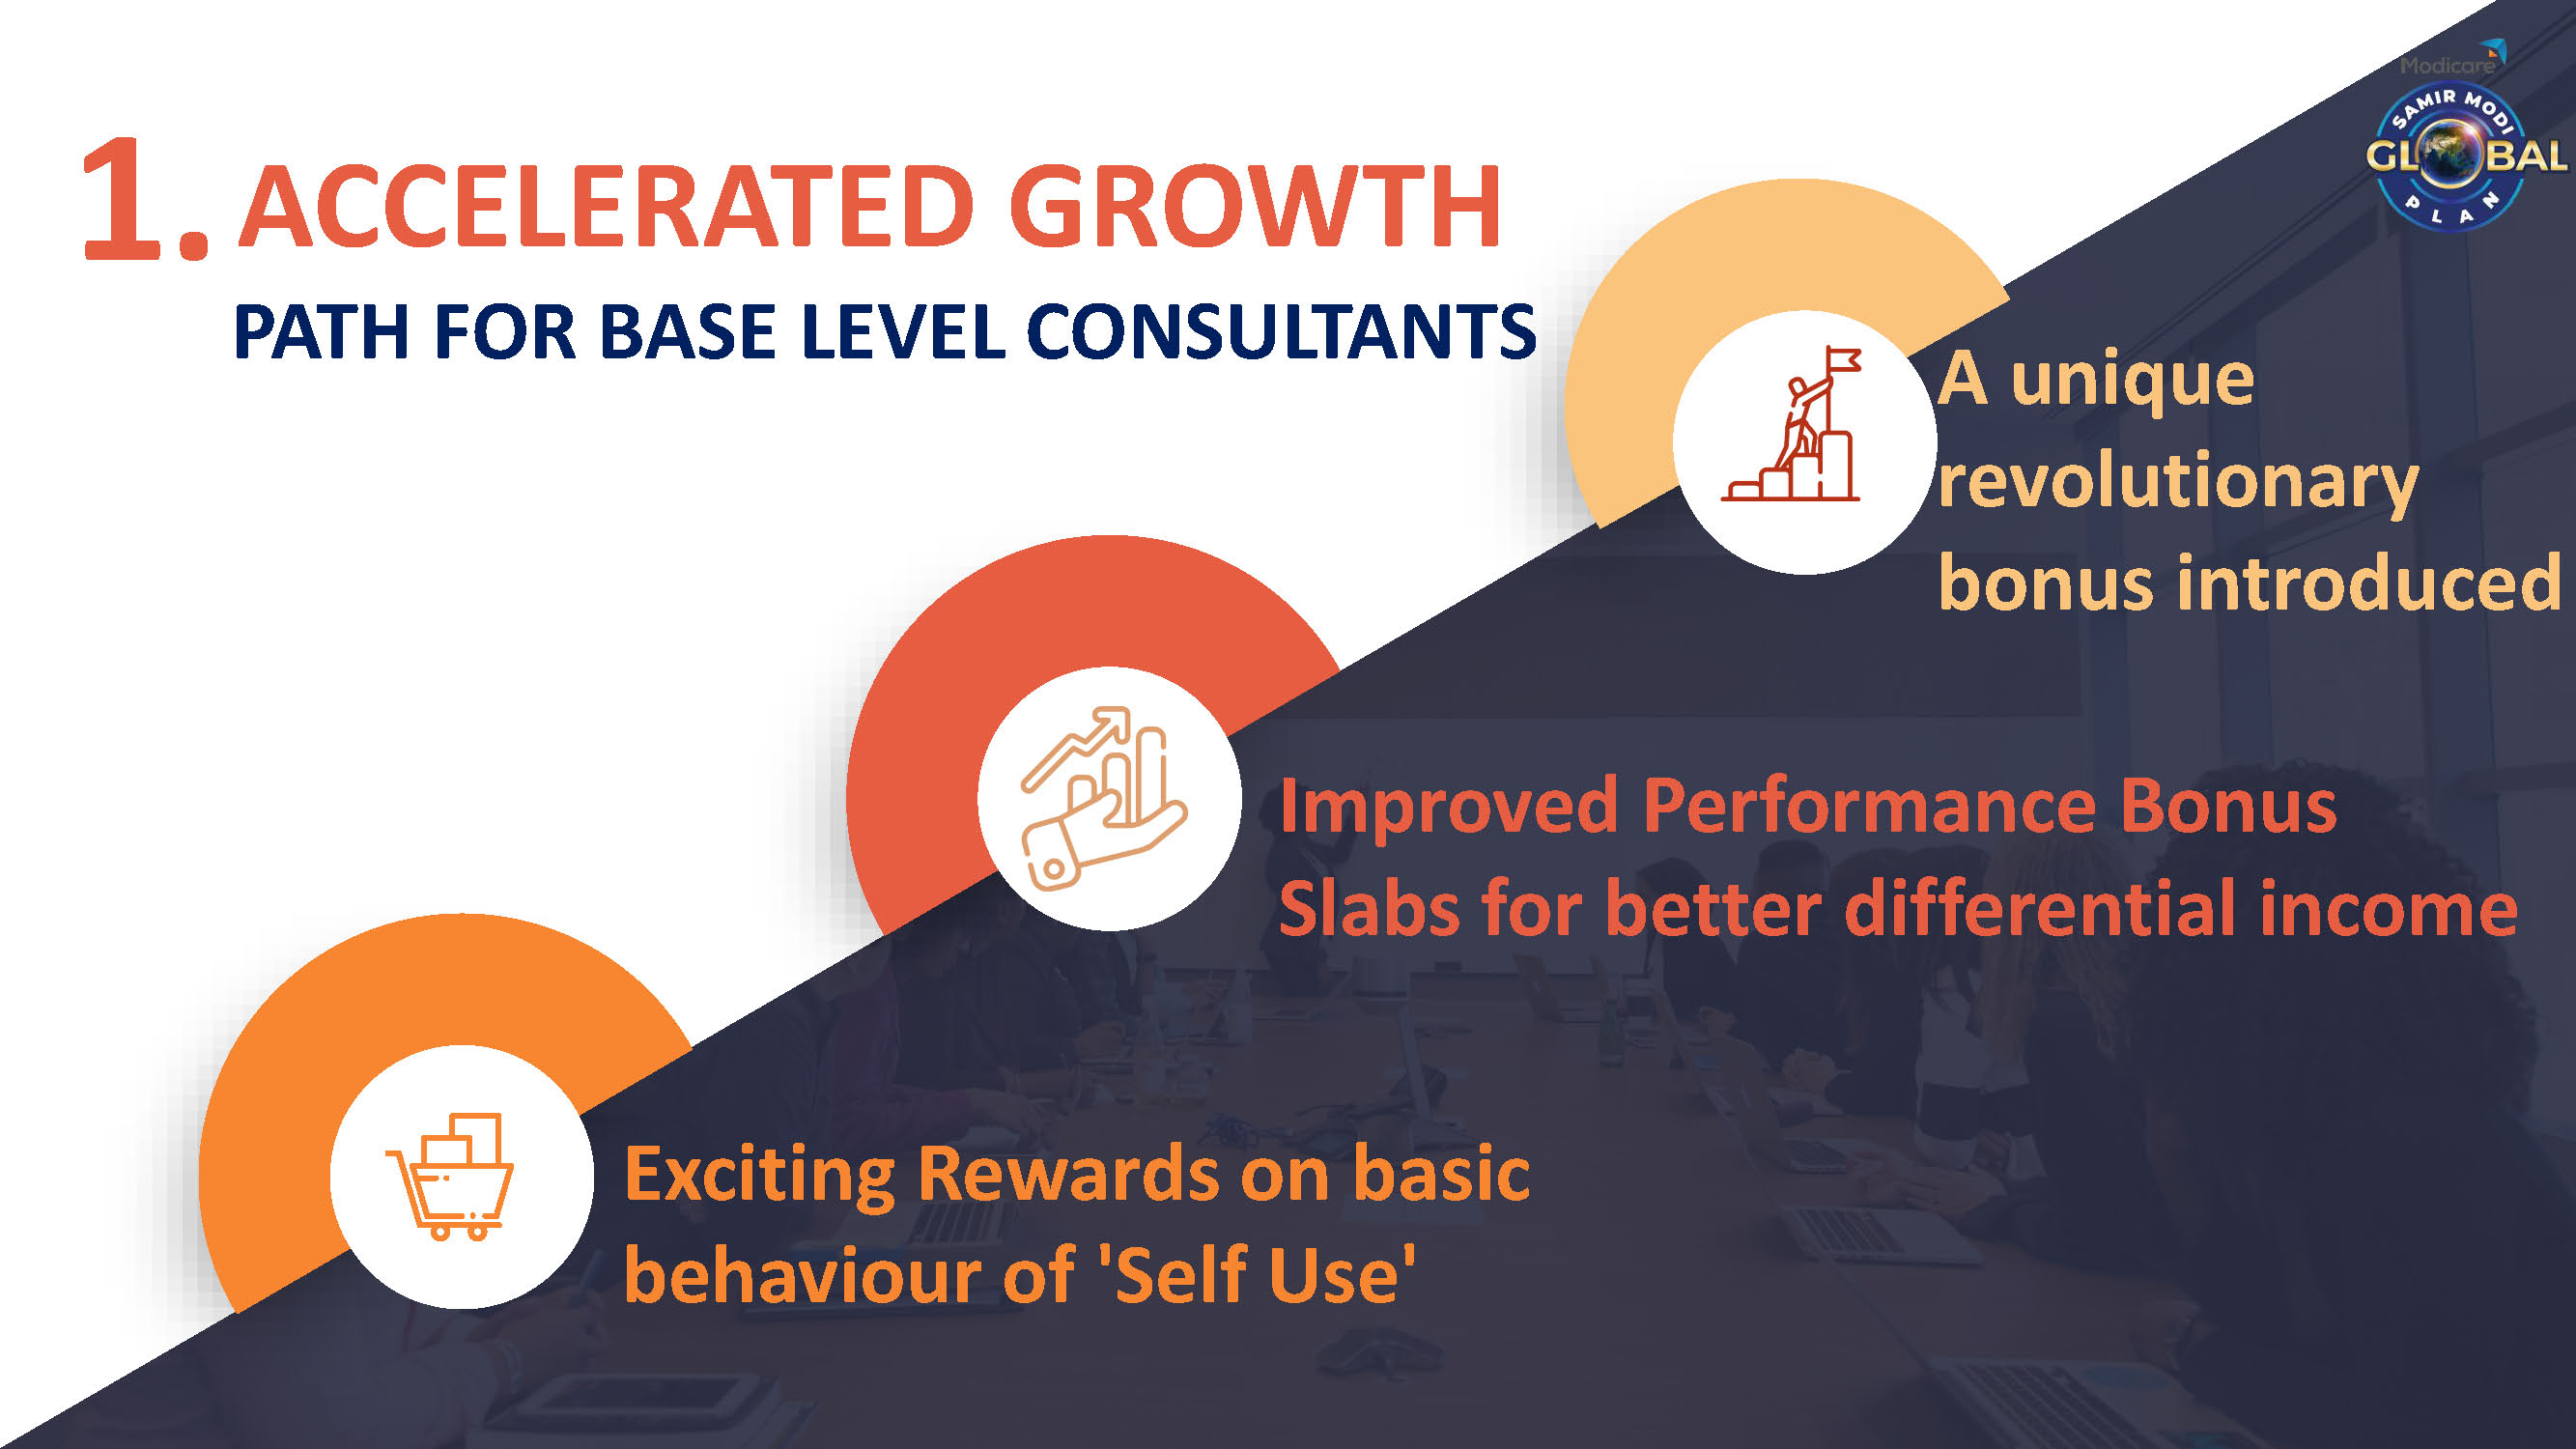 Modicare
SAMIR MODI
GLOBAL
PLAN
1. ACCELERATED GROWTH
PATH FOR BASE LEVEL CONSULTANTS
A unique
revolutionary
bonus introduced
Improved Performance Bonus
Slabs for better differential income
Exciting Rewards on basic
behaviour of 'Self Use'